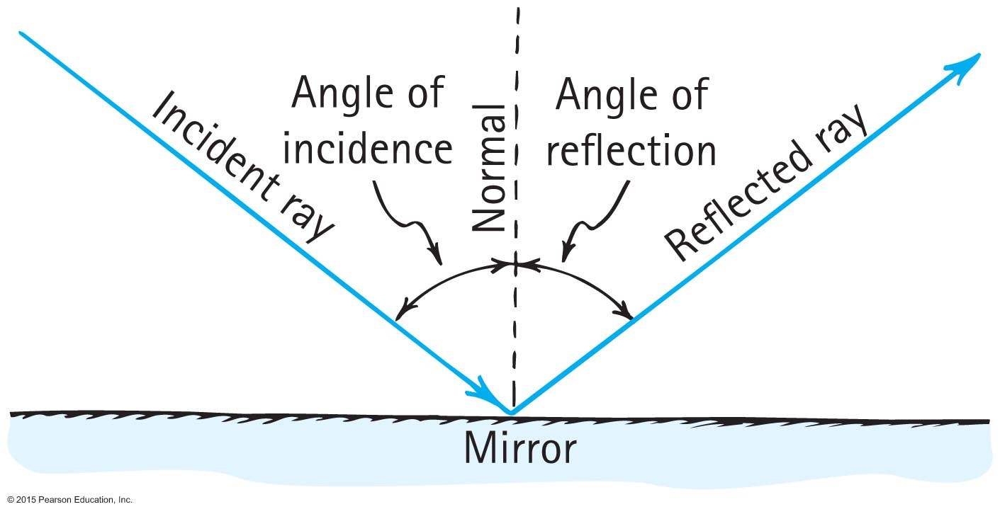 Incident ray
Angle of
incidence
Normal
Angle of
reflection
Reflected ray
Mirror
© 2015 Pearson Education, Inc.